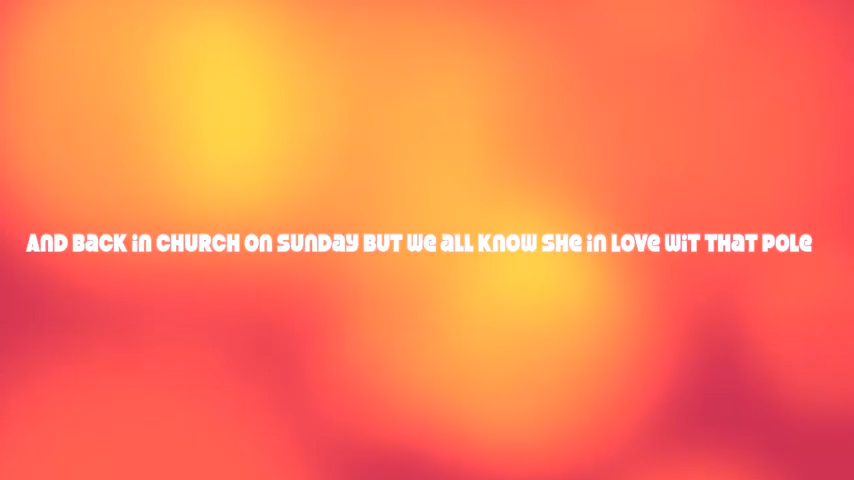 And back in church on Sunday but we all know she in love wit that pole